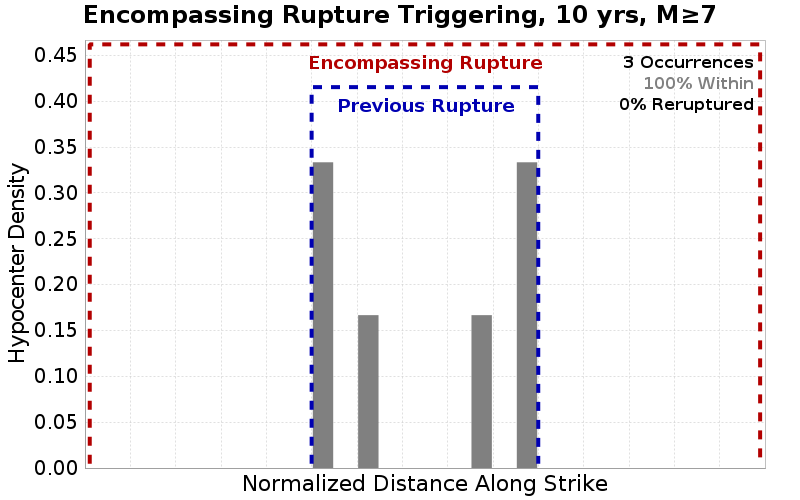 Encompassing Rupture Triggering, 10 yrs, M≥7
Encompassing Rupture
Previous Rupture
3 Occurrences
100% Within
0% Reruptured
Hypocenter Density
0.45
0.40
0.35
0.30
0.25
0.20
0.15
0.10
0.05
0.00
Normalized Distance Along Strike